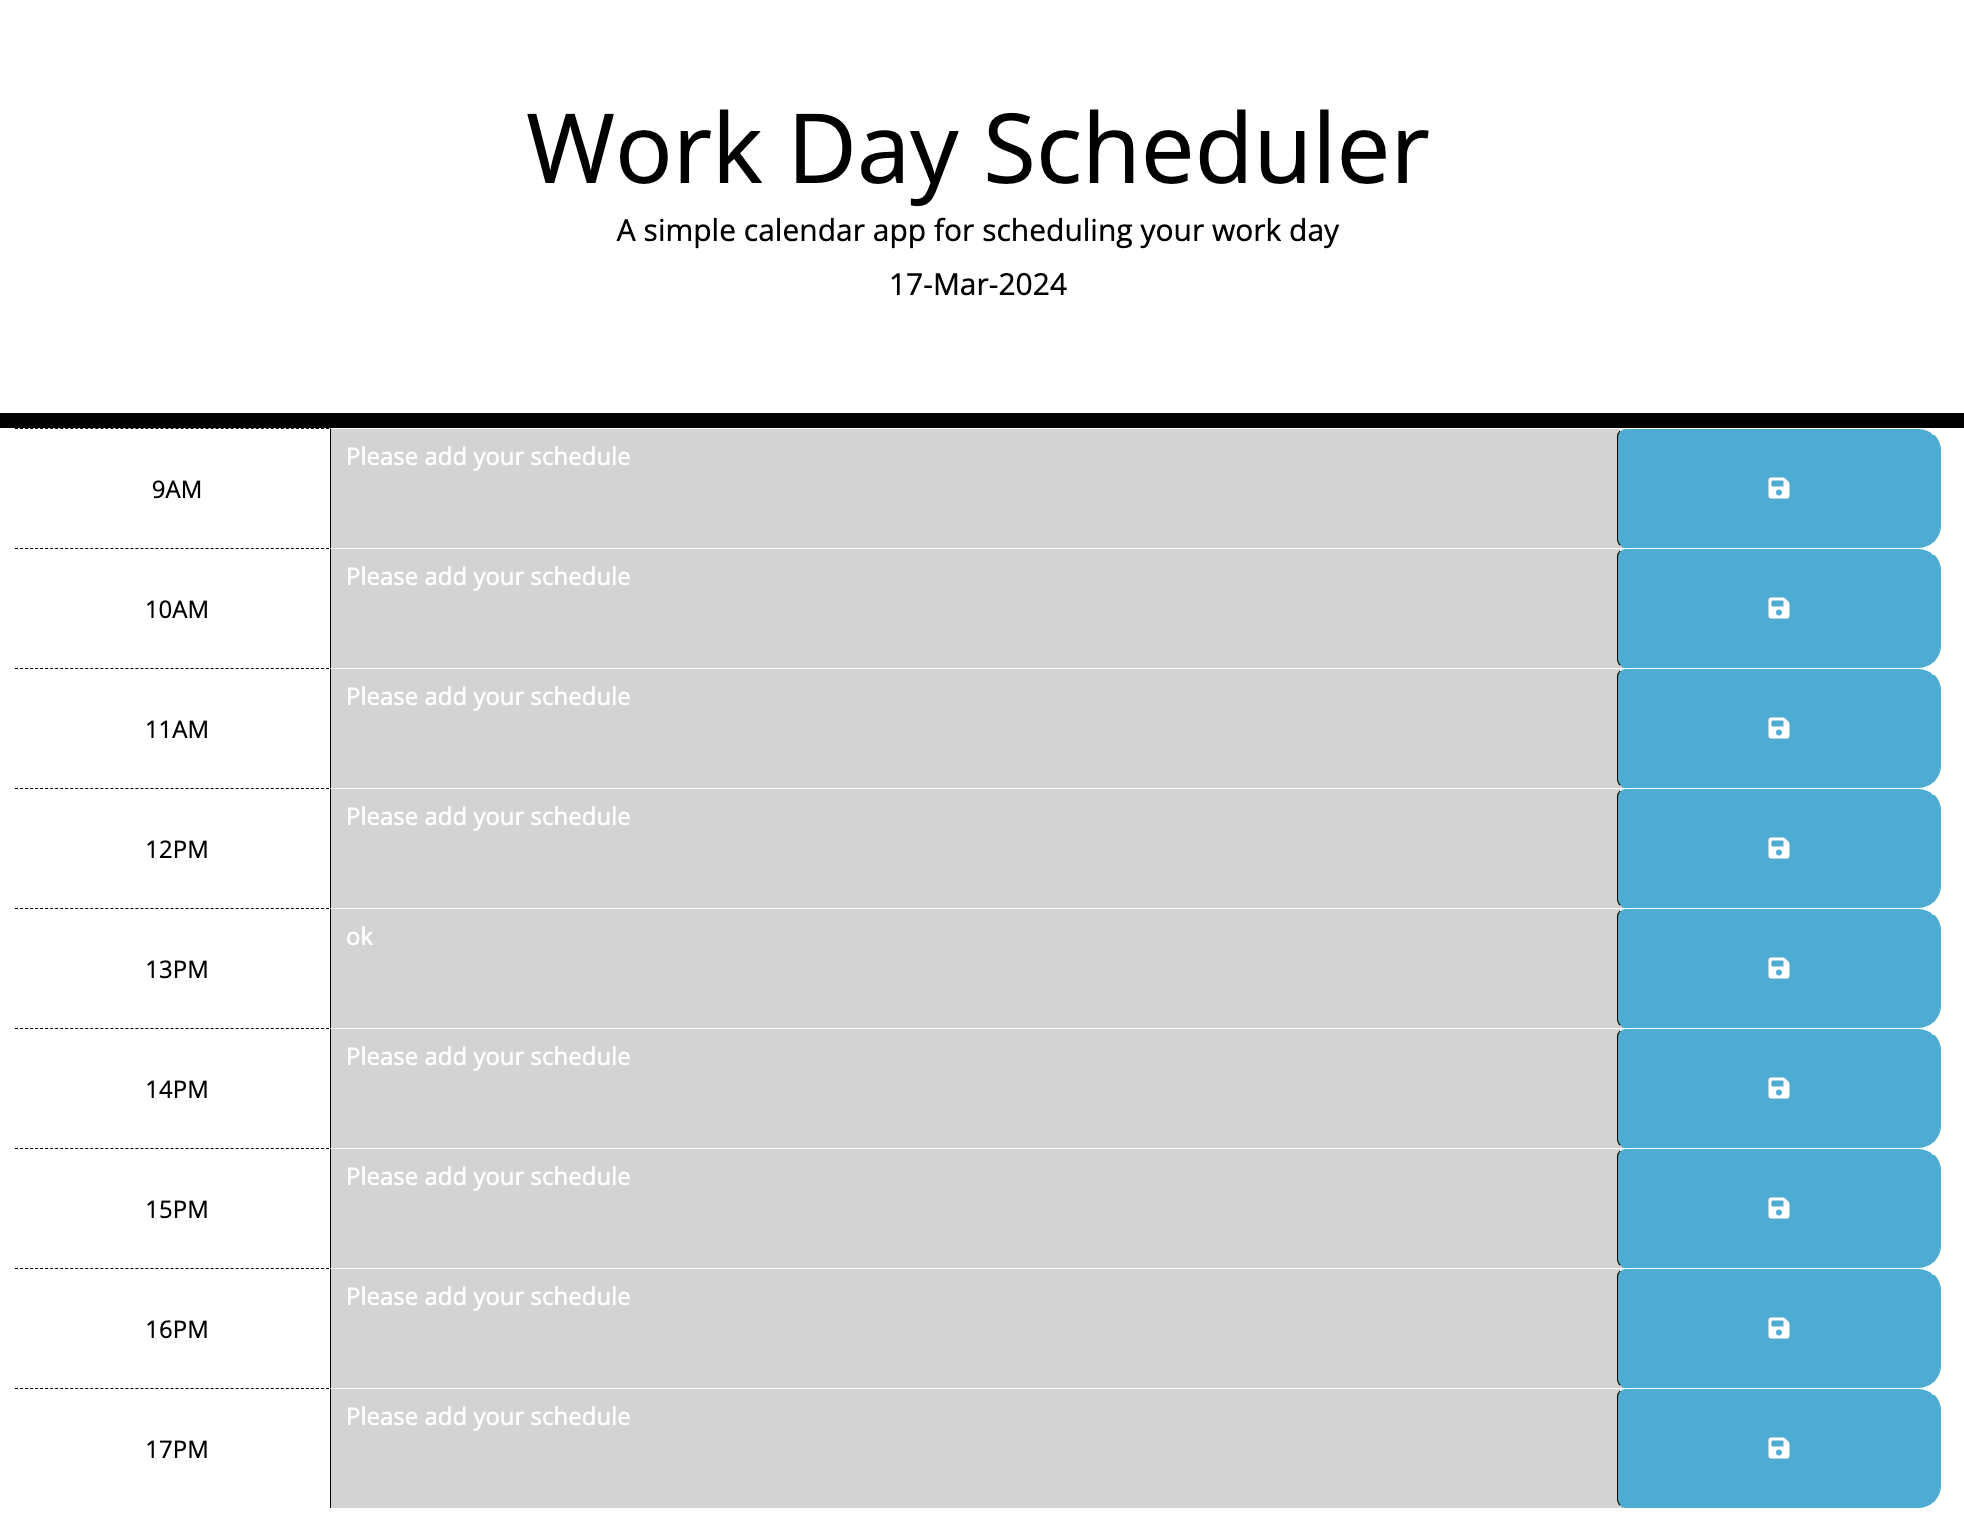 Work Day Scheduler
A simple calendar app for scheduling your work day
17-Mar-2024
9AM
Please add your schedule
10AM
Please add your schedule
11AM
Please add your schedule
12PM
Please add your schedule
13PM
ok
14PM
Please add your schedule
15PM
Please add your schedule
16PM
Please add your schedule
17PM
Please add your schedule